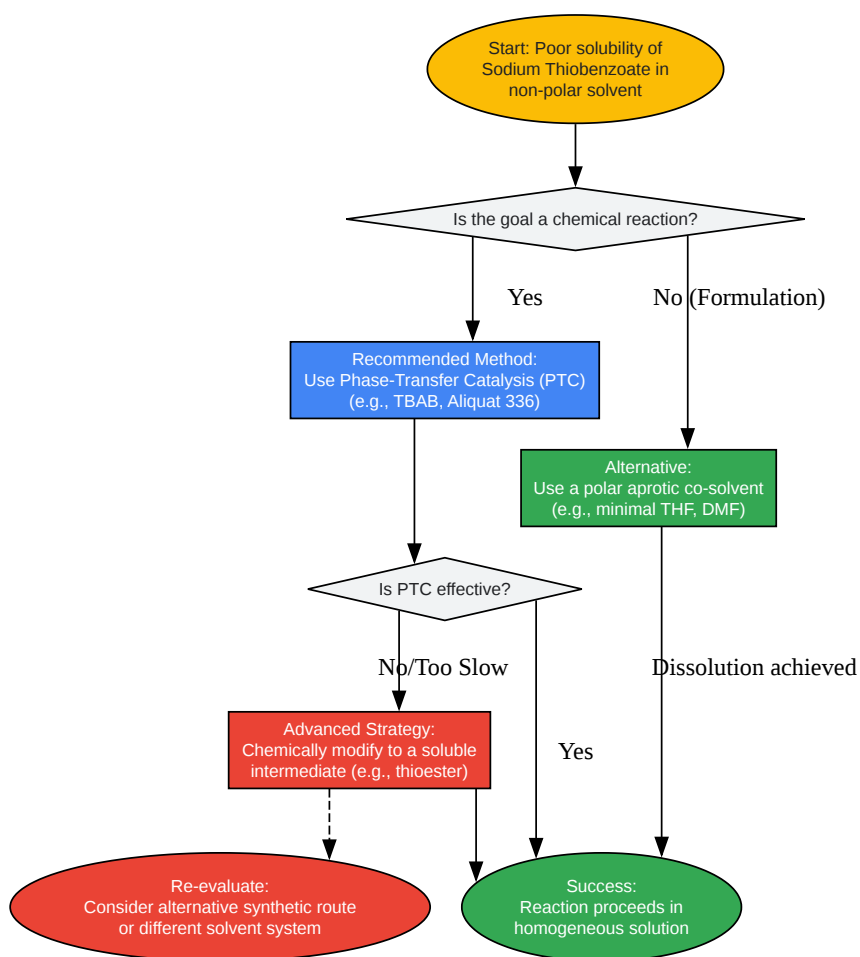 Start: Poor solubility of
Sodium Thiobenzoate in
non-polar solvent
Is the goal a chemical reaction?
Yes
No (Formulation)
Recommended Method:
Use Phase-Transfer Catalysis (PTC)
(e.g., TBAB, Aliquat 336)
Alternative:
Use a polar aprotic co-solvent
(e.g., minimal THF, DMF)
Is PTC effective?
No/Too Slow
Dissolution achieved
Advanced Strategy:
Chemically modify to a soluble
intermediate (e.g., thioester)
Yes
Re-evaluate:
Consider alternative synthetic route
or different solvent system
Success:
Reaction proceeds in
homogeneous solution